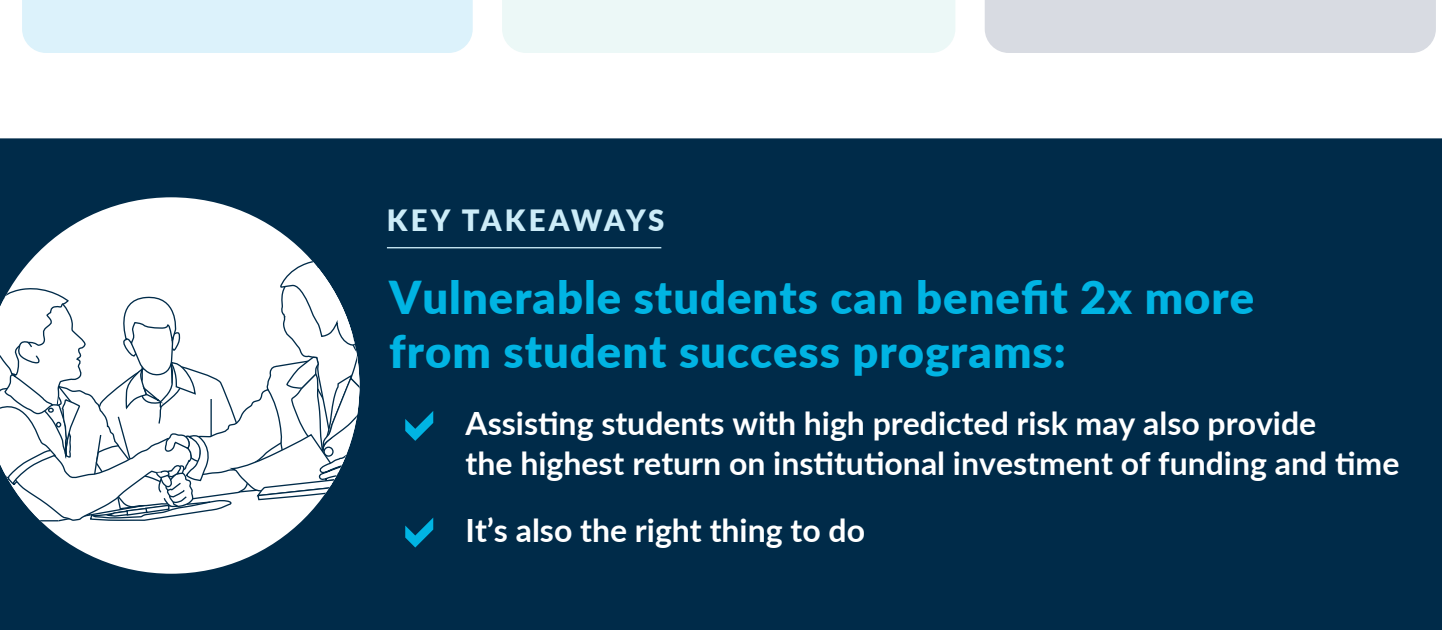 KEY TAKEAWAYS
Vulnerable students can benefit 2x more
from student success programs:
Assisting students with high predicted risk may also provide
the highest return on institutional investment of funding and time
It’s also the right thing to do